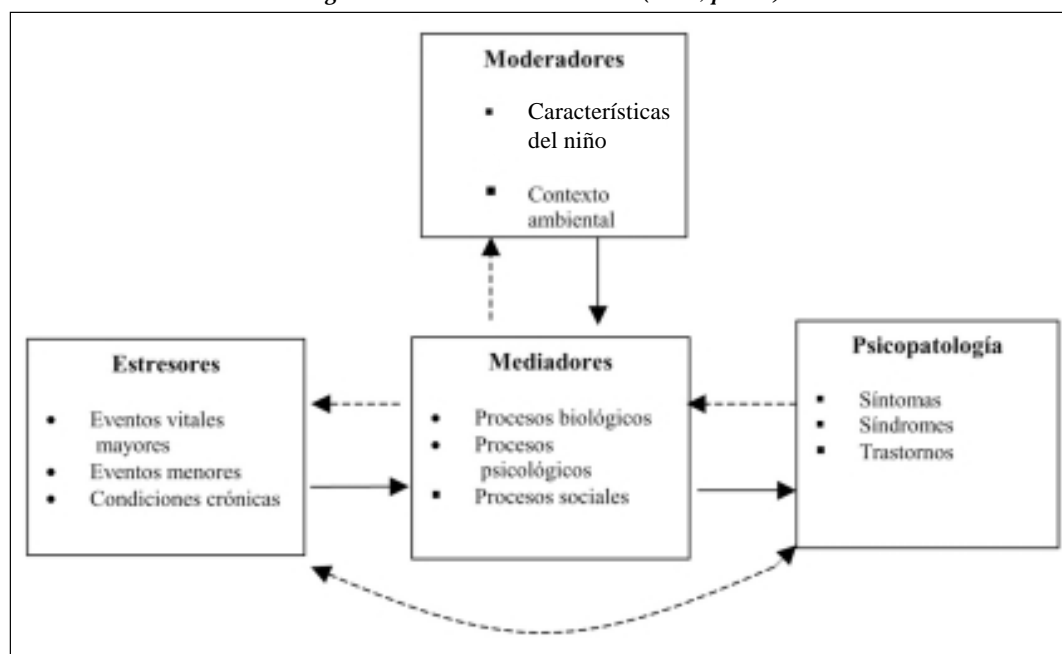 Moderadores
▪ Características
del niño
▪ Contexto
ambiental
Estresores
• Eventos vitales
mayores
• Eventos menores
• Condiciones crónicas
Mediadores
• Procesos biológicos
• Procesos
psicológicos
▪ Procesos sociales
Psicopatología
▪ Síntomas
▪ Síndromes
▪ Trastornos